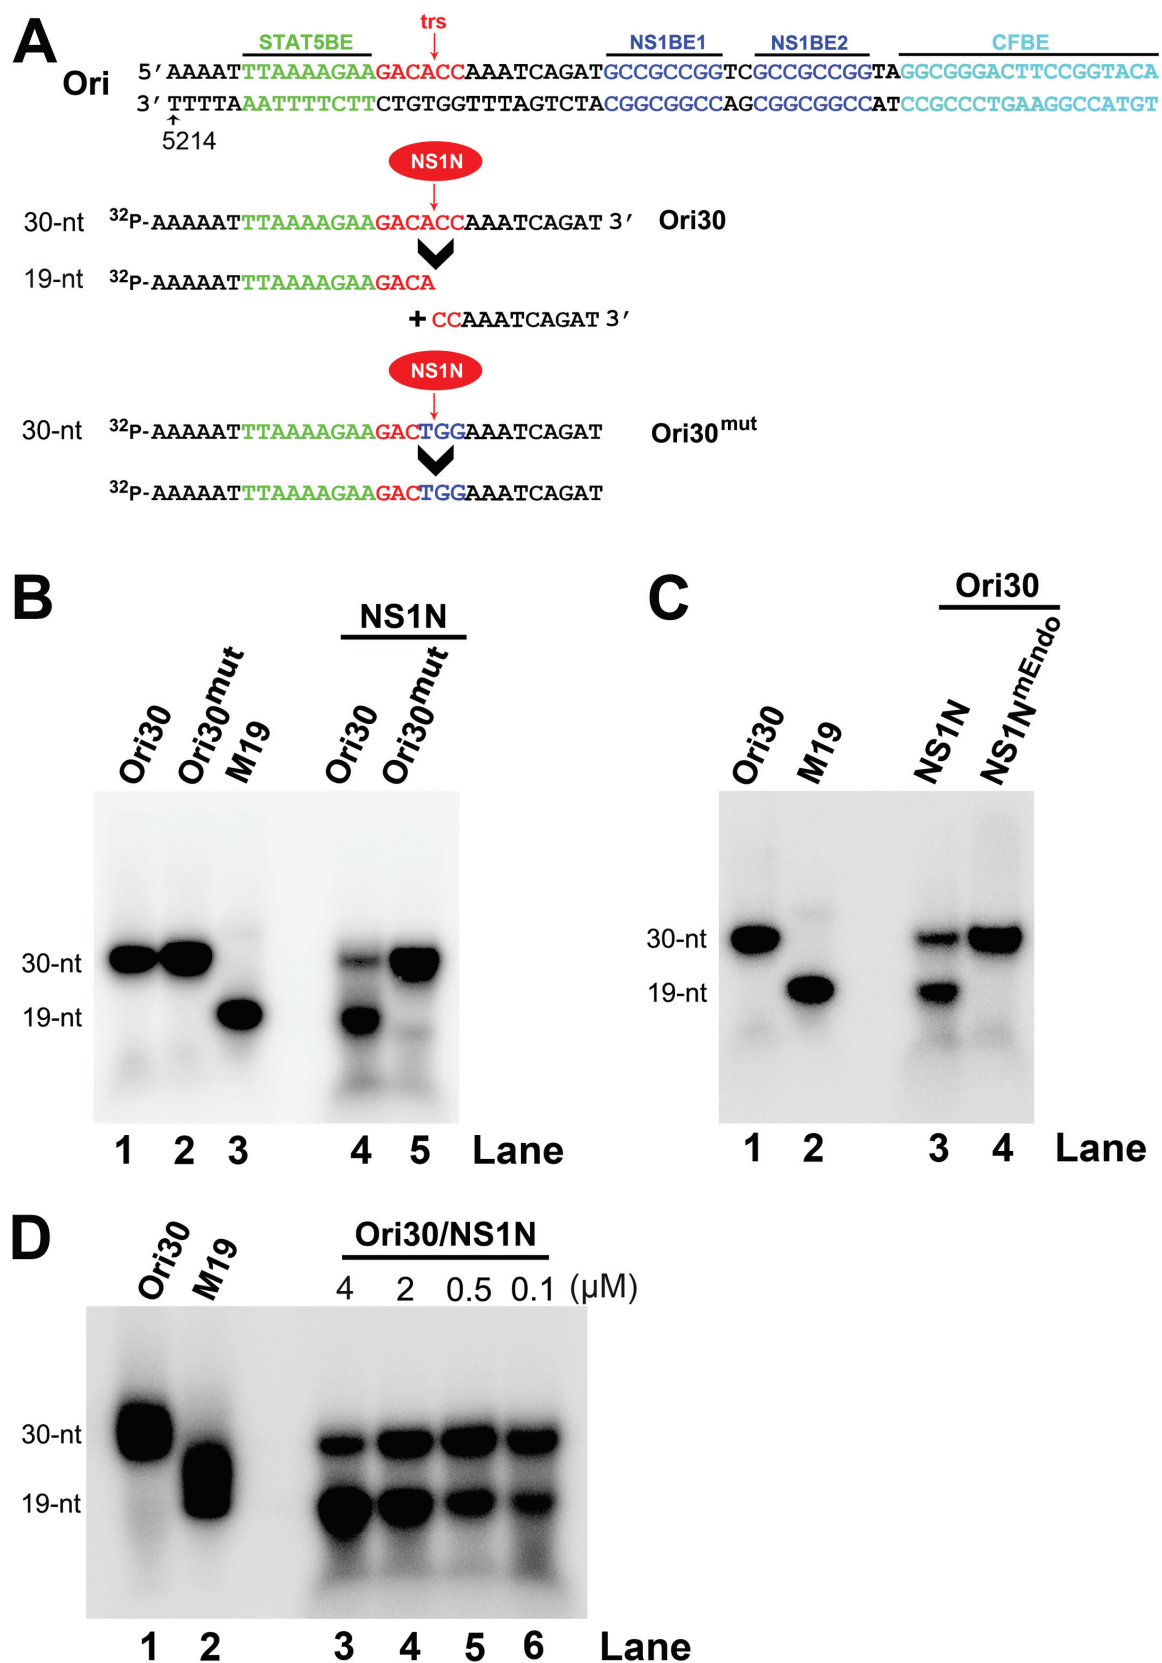 A
trs
STAT5BE NS1BE1 NS1BE2 CFBE
Ori 5′AAAATTTAAAAGAAGACACCAAATCAGATGCCGCCGGTCGCCGCCGGTAGGCGGGACTTCCGGTACA
3′TTTTAAATTTTCTTCTGTGGTTTAGTCTACGGCGGCCAGCGGCGGCCATCCGCCCTGAAGGCCATGT
5214
NS1N
30-nt 32P-AAAAATTTAAAAGAAGACACCAAATCAGAT3′ Ori30
19-nt 32P-AAAAATTTAAAAGAAGACA
+CCAAATCAGAT3′
NS1N
30-nt 32P-AAAAATTTAAAAGAAGACTGGAAATCAGAT Ori30mut
32P-AAAAATTTAAAAGAAGACTGGAAATCAGAT
B
NS1N
Ori30 Ori30mut M19 Ori30 Ori30mut
30-nt
19-nt
1 2 3 4 5 Lane
C
Ori30
Ori30 M19 NS1N NS1NmEndo
30-nt
19-nt
1 2 3 4 Lane
D
Ori30 M19 Ori30/NS1N
4 2 0.5 0.1 (µM)
30-nt
19-nt
1 2 3 4 5 6 Lane